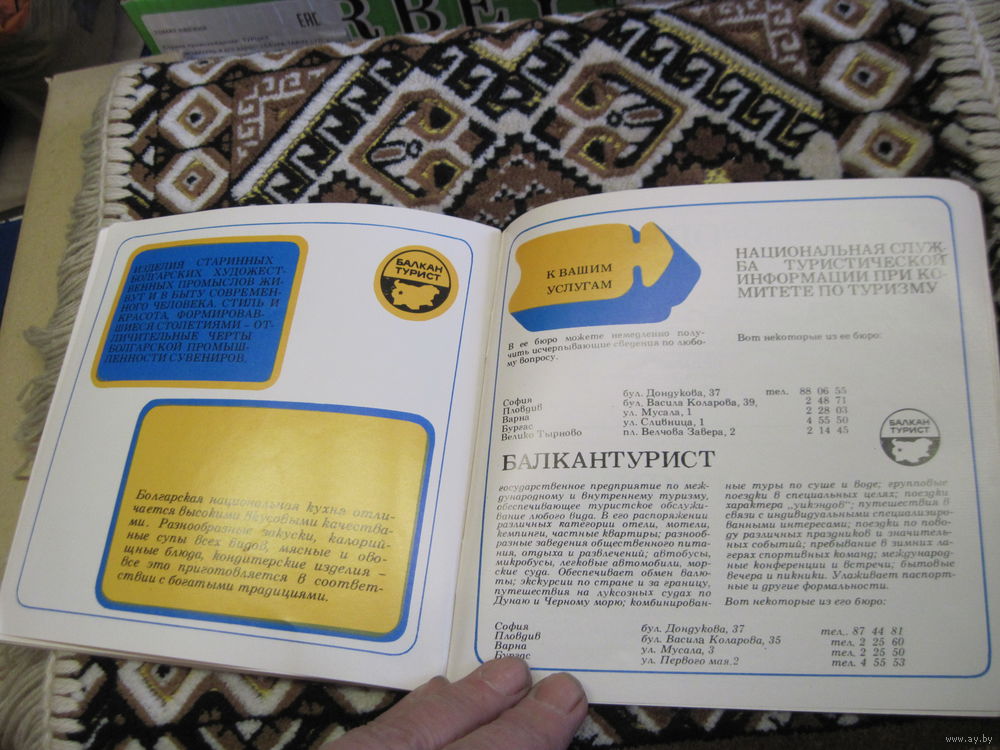 EAC
RBEY
ИЗДЕЛИЯ СТАРИННЫХ
БОЛГАРСКИХ ХУДОЖЕСТ-
ВЕННЫХ ПРОМЫСЛОВ ЖИ-
ВУТ И В БЫТУ СОВРЕМЕН-
НОГО ЧЕЛОВЕКА. СТИЛЬ И
КРАСОТА, ФОРМИРОВАВ-
ШИЕСЯ СТОЛЕТИЯМИ – ОТ-
ЛИЧИТЕЛЬНЫЕ ЧЕРТЫ
БОЛГАРСКОЙ ПРОМЫШ-
ЛЕННОСТИ СУВЕНИРОВ.
БАЛКАН
ТУРИСТ
Болгарская национальная кухня отли-
чается высокими вкусовыми качества-
ми. Разнообразные закуски, калорий-
ные супы всех видов, мясные и ово-
щные блюда, кондитерские изделия –
все это приготовляется в соответ-
ствии с богатыми традициями.
К ВАШИМ
УСЛУГАМ
НАЦИОНАЛЬНАЯ СЛУЖ-
БА ТУРИСТИЧЕСКОЙ
ИНФОРМАЦИИ ПРИ КО-
МИТЕТЕ ПО ТУРИЗМУ
В ее бюро можете немедленно полу-
чить исчерпывающие сведения по любо-
му вопросу.
Вот некоторые из ее бюро:
София бул. Дондукова, 37 тел. 88 06 55
Пловдив бул. Васила Коларова, 39, 2 48 71
Варна ул. Мусала, 1 2 28 03
Бургас ул. Сливница, 1 4 55 50
Велико Тырново пл. Велчова Завера, 2 2 14 45
БАЛКАН
ТУРИСТ
БАЛКАНТУРИСТ
государственное предприятие по меж-
дународному и внутреннему туризму,
обеспечивающее туристское обслужи-
вание любого вида. В его распоряжении
различных категории отели, мотели,
кемпинги, частные квартиры; разнооб-
разные заведения общественного пита-
ния, отдыха и развлечений; автобусы,
микробусы, легковые автомобили, мор-
ские суда. Обеспечивает обмен валю-
ты; экскурсии по стране и за границу,
путешествия на луксозных судах по
Дунаю и Черному морю; комбинирован-
ные туры по суше и воде; групповые
поездки в специальных целях; поездки
характера „уикэндов“; путешествия в
связи с индивидуальными специализиро-
ванными интересами; поездки по пово-
ду различных праздников и значитель-
ных событий; пребывание в зимних ла-
герях спортивных команд; международ-
ные конференции и встречи; бытовые
вечера и пикники. Улаживает паспорт-
ные и другие формальности.
Вот некоторые из его бюро:
София бул. Дондукова, 37 тел.. 87 44 81
Пловдив бул. Васила Коларова, 35 тел. 2 25 60
Варна ул. Мусала, 3 тел. 2 25 50
Бургас ул. Первого мая.2 тел. 4 55 53
www.ay.by